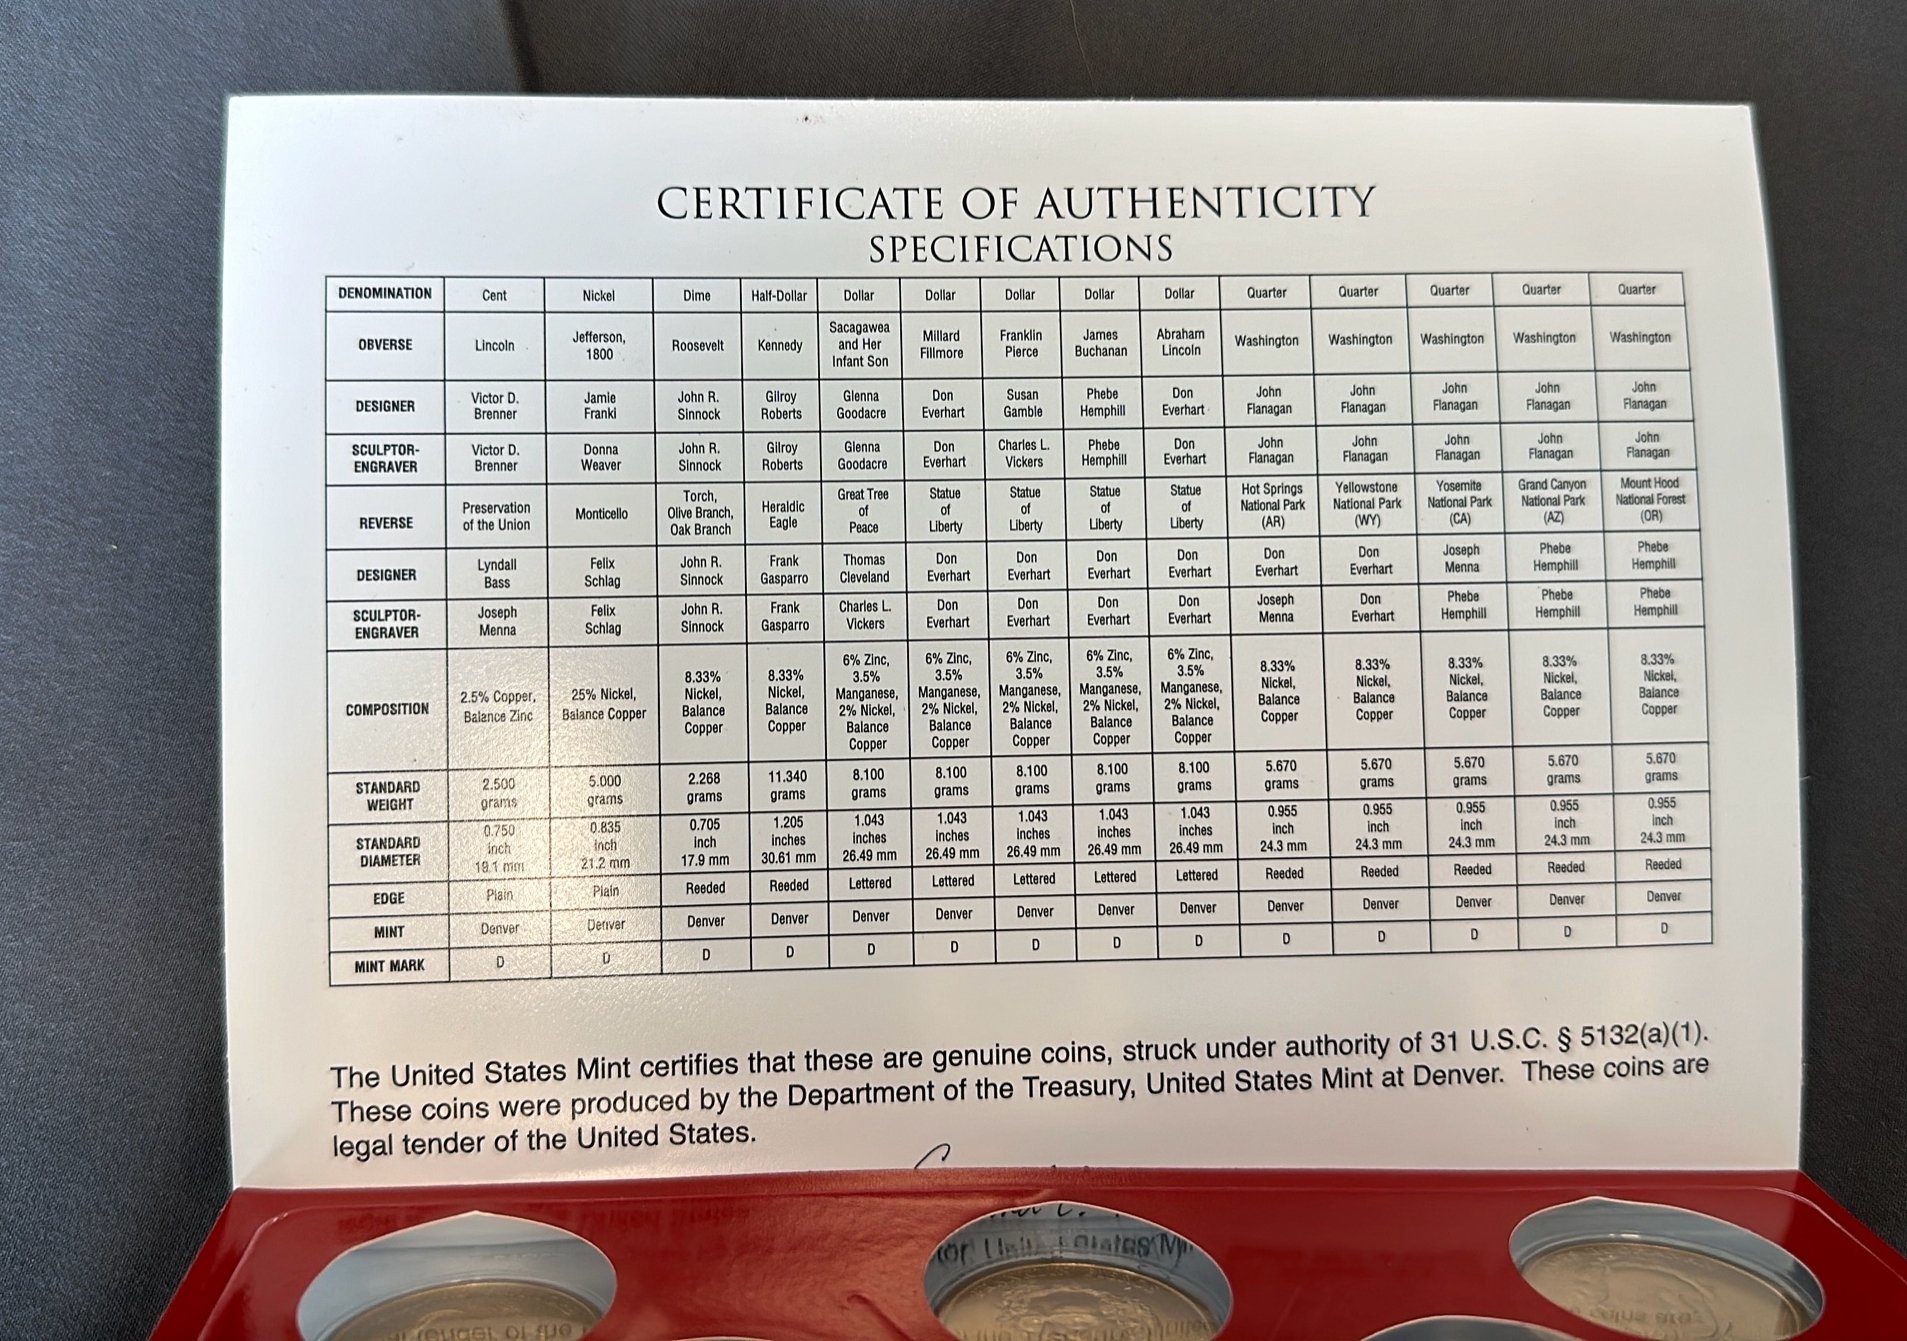 CERTIFICATE OF AUTHENTICITY
SPECIFICATIONS
DENOMINATION Cent Nickel Dime Half-Dollar Dollar Dollar Dollar Dollar Dollar Quarter Quarter Quarter Quarter Quarter
OBVERSE Lincoln Jefferson, 1800 Roosevelt Kennedy Sacagawea and Her Infant Son Millard Fillmore Franklin Pierce James Buchanan Abraham Lincoln Washington Washington Washington Washington Washington
DESIGNER Victor D. Brenner Jamie Franki John R. Sinnock Gilroy Roberts Glenna Goodacre Don Everhart Susan Gamble Phebe Hemphill Don Everhart John Flanagan John Flanagan John Flanagan John Flanagan John Flanagan
SCULPTOR-ENGRAVER Victor D. Brenner Donna Weaver John R. Sinnock Gilroy Roberts Glenna Goodacre Don Everhart Charles L. Vickers Phebe Hemphill Don Everhart John Flanagan John Flanagan John Flanagan John Flanagan John Flanagan
REVERSE Preservation of the Union Monticello Torch, Olive Branch, Oak Branch Heraldic Eagle Great Tree of Peace Statue of Liberty Statue of Liberty Statue of Liberty Statue of Liberty Hot Springs National Park (AR) Yellowstone National Park (WY) Yosemite National Park (CA) Grand Canyon National Park (AZ) Mount Hood National Forest (OR)
DESIGNER Lyndall Bass Felix Schlag John R. Sinnock Frank Gasparro Thomas Cleveland Don Everhart Don Everhart Don Everhart Don Everhart Don Everhart Don Everhart Joseph Menna Phebe Hemphill Phebe Hemphill
SCULPTOR-ENGRAVER Joseph Menna Felix Schlag John R. Sinnock Frank Gasparro Charles L. Vickers Don Everhart Don Everhart Don Everhart Don Everhart Joseph Menna Don Everhart Phebe Hemphill Phebe Hemphill Phebe Hemphill
COMPOSITION 2.5% Copper, Balance Zinc 25% Nickel, Balance Copper 8.33% Nickel, Balance Copper 8.33% Nickel, Balance Copper 6% Zinc, 3.5% Manganese, 2% Nickel, Balance Copper 6% Zinc, 3.5% Manganese, 2% Nickel, Balance Copper 6% Zinc, 3.5% Manganese, 2% Nickel, Balance Copper 6% Zinc, 3.5% Manganese, 2% Nickel, Balance Copper 6% Zinc, 3.5% Manganese, 2% Nickel, Balance Copper 8.33% Nickel, Balance Copper 8.33% Nickel, Balance Copper 8.33% Nickel, Balance Copper 8.33% Nickel, Balance Copper 8.33% Nickel, Balance Copper
STANDARD WEIGHT 2.500 grams 5.000 grams 2.268 grams 11.340 grams 8.100 grams 8.100 grams 8.100 grams 8.100 grams 8.100 grams 5.670 grams 5.670 grams 5.670 grams 5.670 grams 5.670 grams
STANDARD DIAMETER 0.750 inch 19.1 mm 0.835 inch 21.2 mm 0.705 inch 17.9 mm 1.205 inches 30.61 mm 1.043 inches 26.49 mm 1.043 inches 26.49 mm 1.043 inches 26.49 mm 1.043 inches 26.49 mm 1.043 inches 26.49 mm 0.955 inch 24.3 mm 0.955 inch 24.3 mm 0.955 inch 24.3 mm 0.955 inch 24.3 mm 0.955 inch 24.3 mm
EDGE Plain Plain Reeded Reeded Lettered Lettered Lettered Lettered Lettered Reeded Reeded Reeded Reeded Reeded
MINT Denver Denver Denver Denver Denver Denver Denver Denver Denver Denver Denver Denver Denver Denver
MINT MARK D D D D D D D D D D D D D D
The United States Mint certifies that these are genuine coins, struck under authority of 31 U.S.C. § 5132(a)(1).
These coins were produced by the Department of the Treasury, United States Mint at Denver. These coins are
legal tender of the United States.